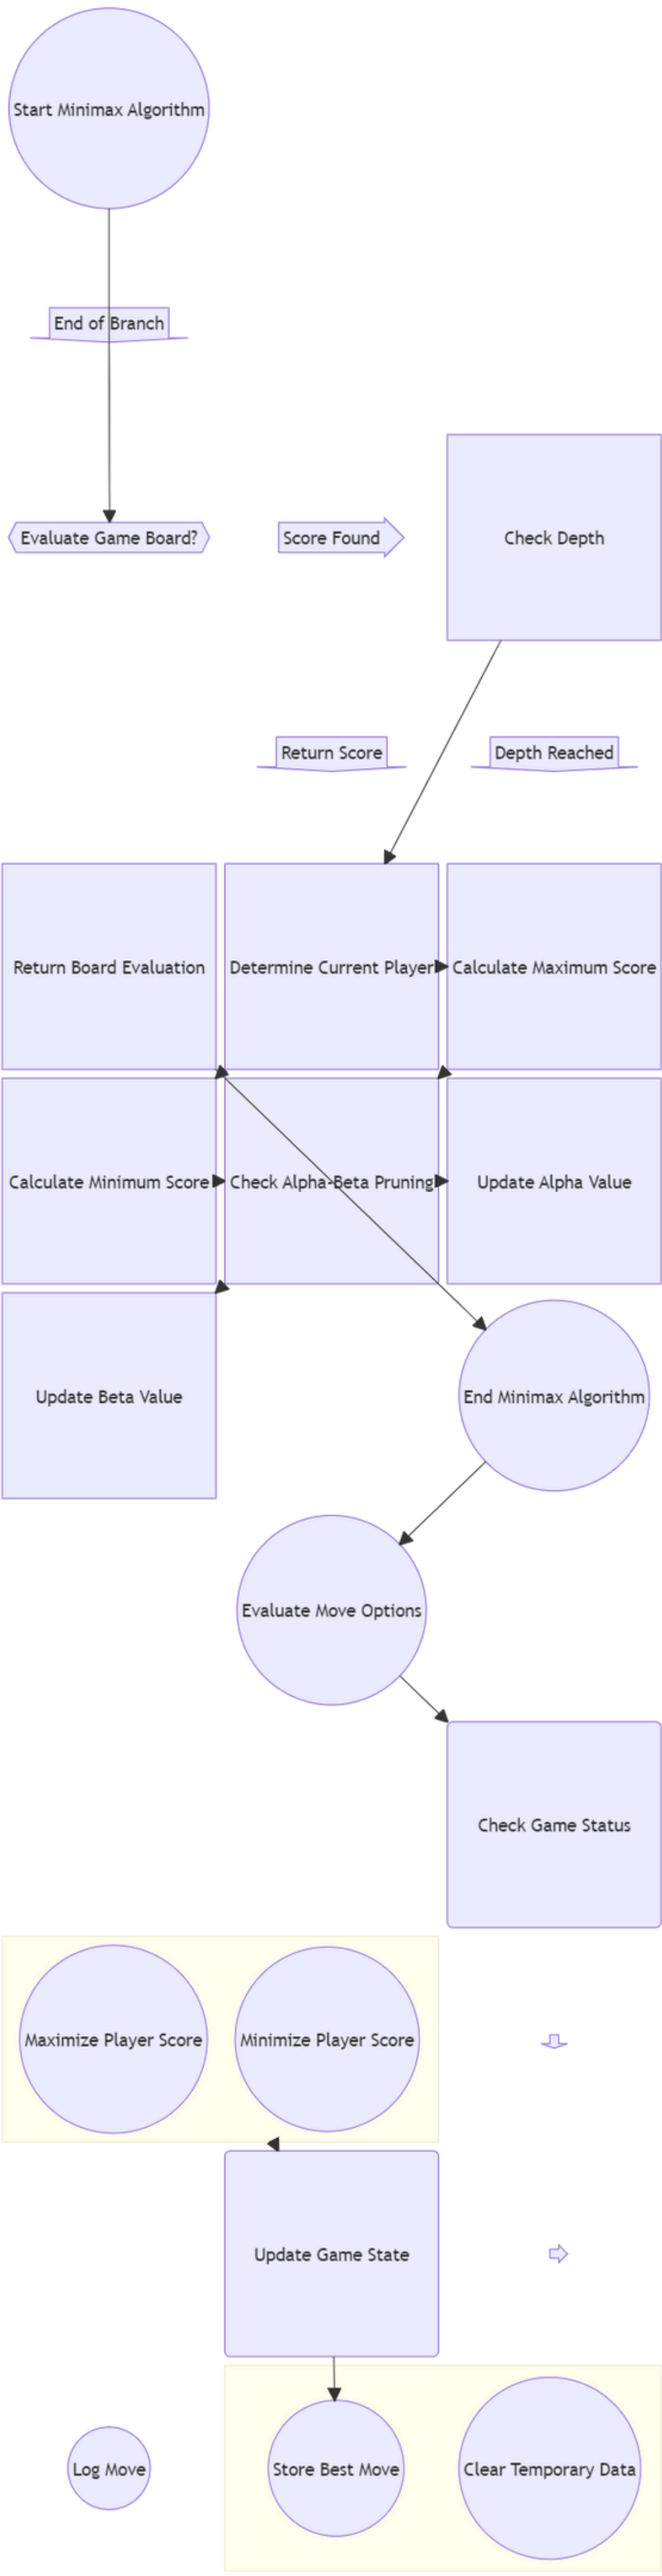 Start Minimax Algorithm
End of Branch
Evaluate Game Board?
Score Found
Check Depth
Return Score
Depth Reached
Return Board Evaluation
Determine Current Player
Calculate Maximum Score
Calculate Minimum Score
Check Alpha-Beta Pruning
Update Alpha Value
Update Beta Value
End Minimax Algorithm
Evaluate Move Options
Check Game Status
Maximize Player Score
Minimize Player Score
Update Game State
Log Move
Store Best Move
Clear Temporary Data